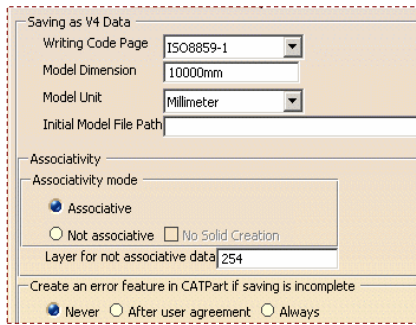 Saving as V4 Data
Writing Code Page ISO8859-1
Model Dimension 10000mm
Model Unit Millimeter
Initial Model File Path
Associativity
Associativity mode
Associative
Not associative No Solid Creation
Layer for not associative data 254
Create an error feature in CATPart if saving is incomplete
Never After user agreement Always